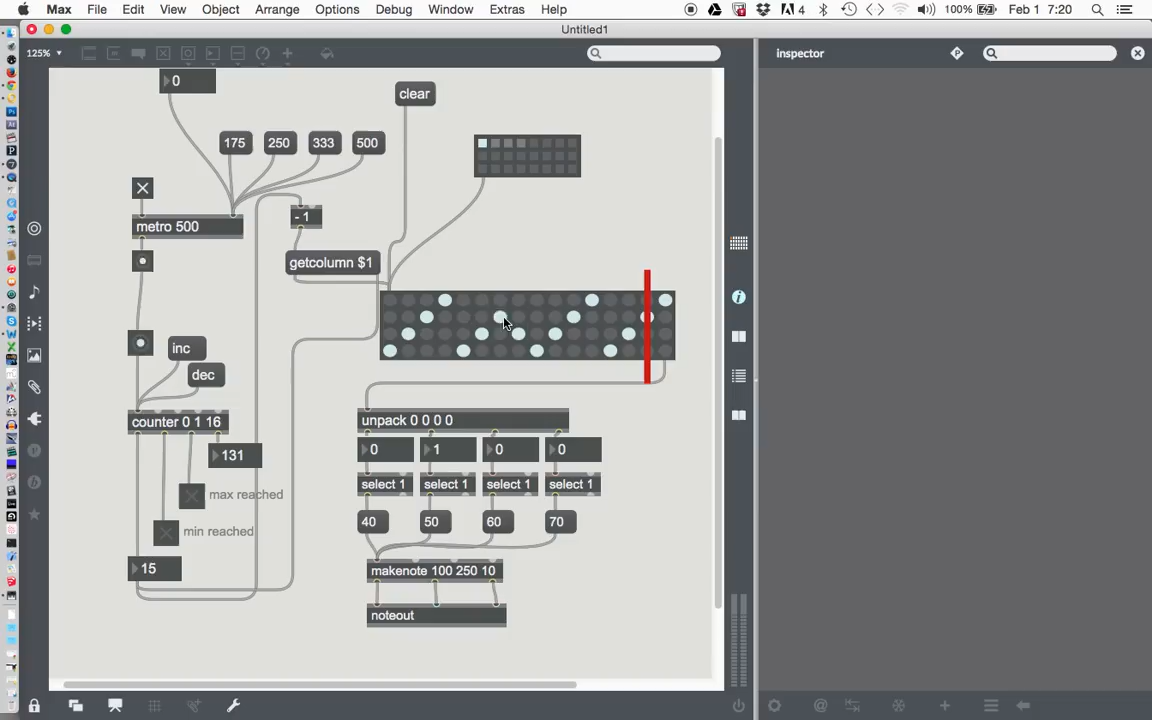 Max File Edit View Object Arrange Options Debug Window Extras Help 4 100% Feb 1 7:20
Untitled1
125% inspector
0
clear
175 250 333 500
metro 500
- 1
getcolumn $1
inc
dec
counter 0 1 16
131
max reached
min reached
15
unpack 0 0 0 0
0 1 0 0
select 1 select 1 select 1 select 1
40 50 60 70
makenote 100 250 10
noteout